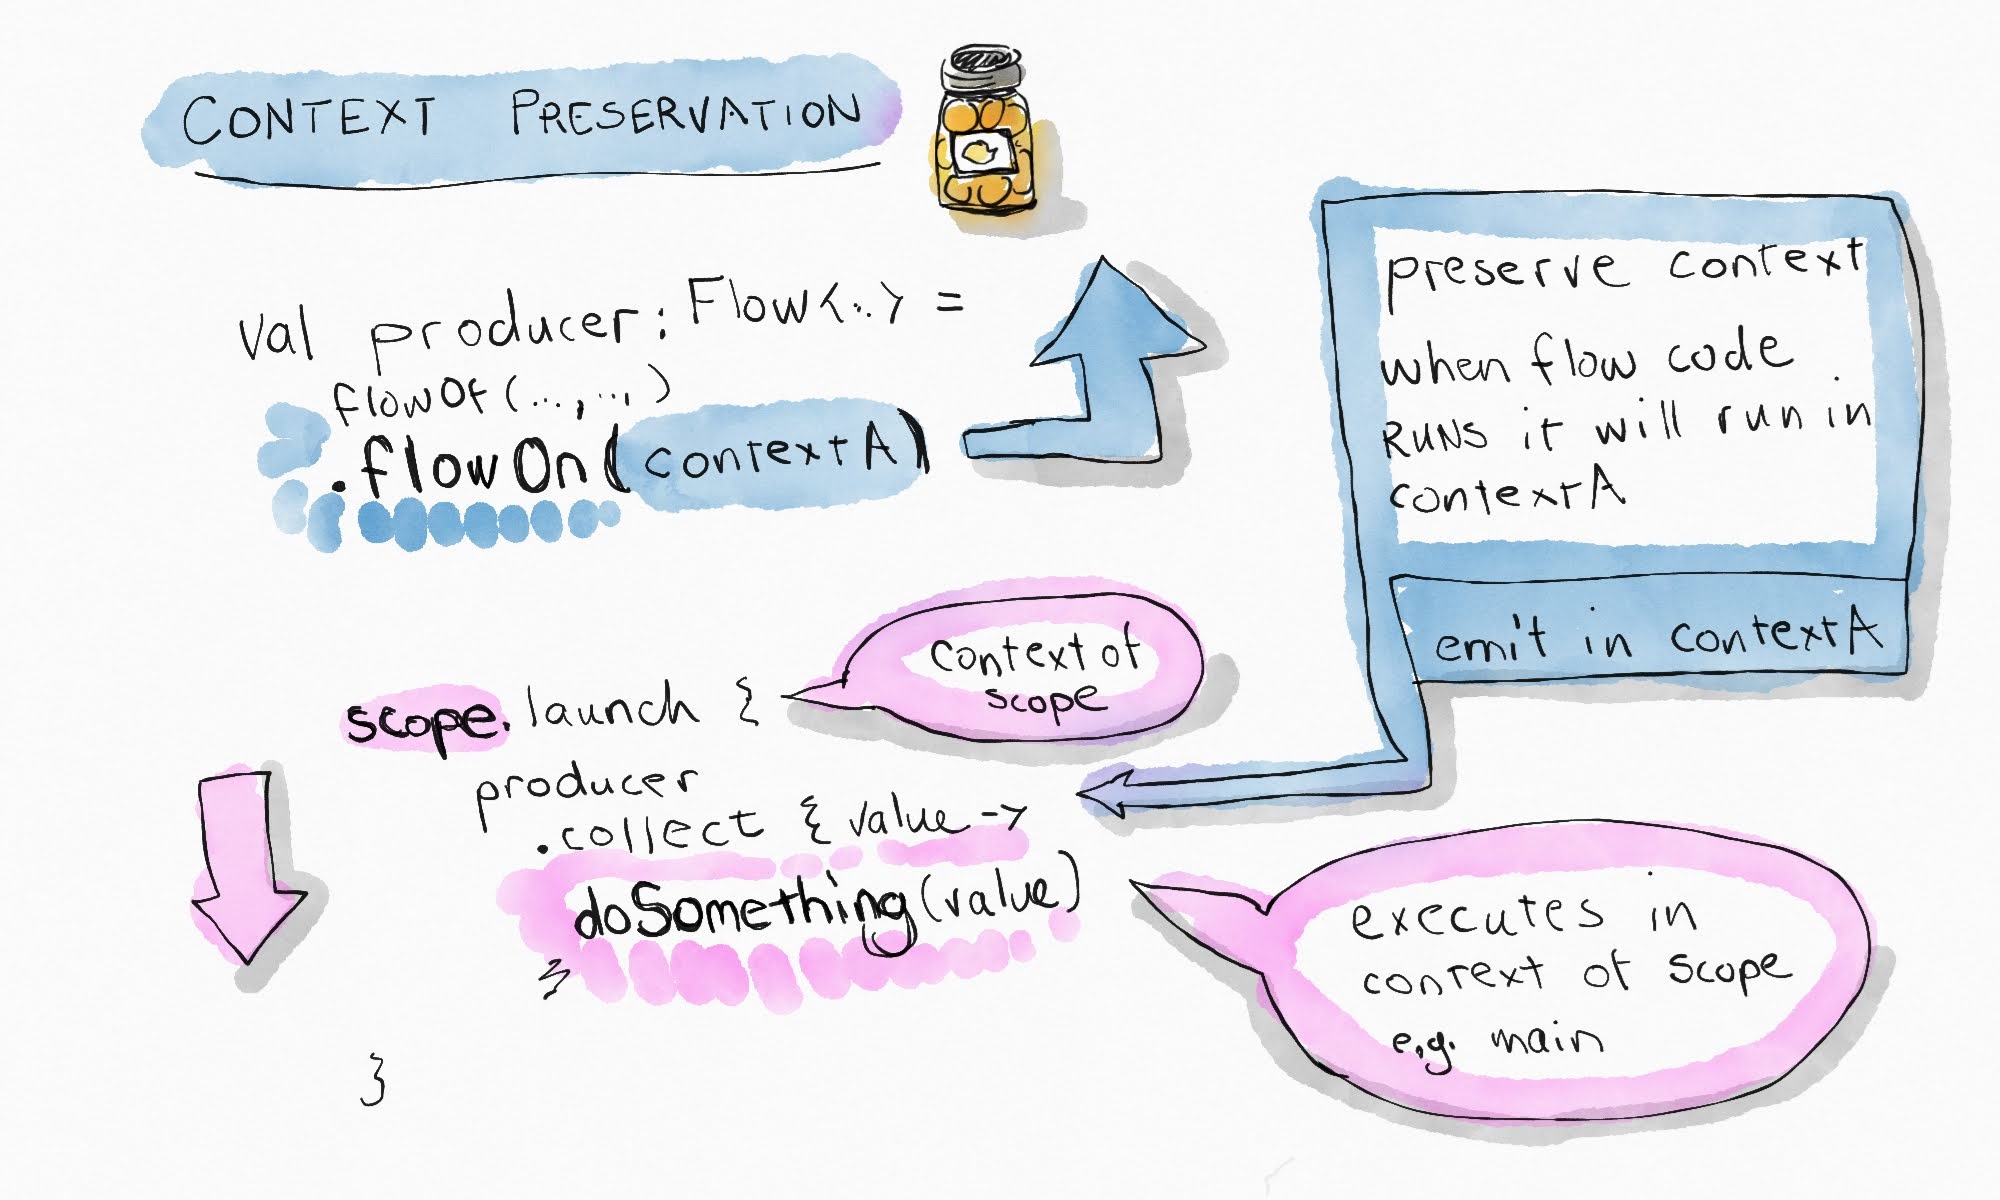 CONTEXT PRESERVATION
val producer: Flow<..> =
flowOf(...,...)
.flowOn(contextA)
preserve context
when flow code
RUNS it will run in
contextA
emit in contextA
context of
scope
scope.launch {
producer
.collect { value ->
doSomething(value)
}
}
executes in
context of scope
e.g. main